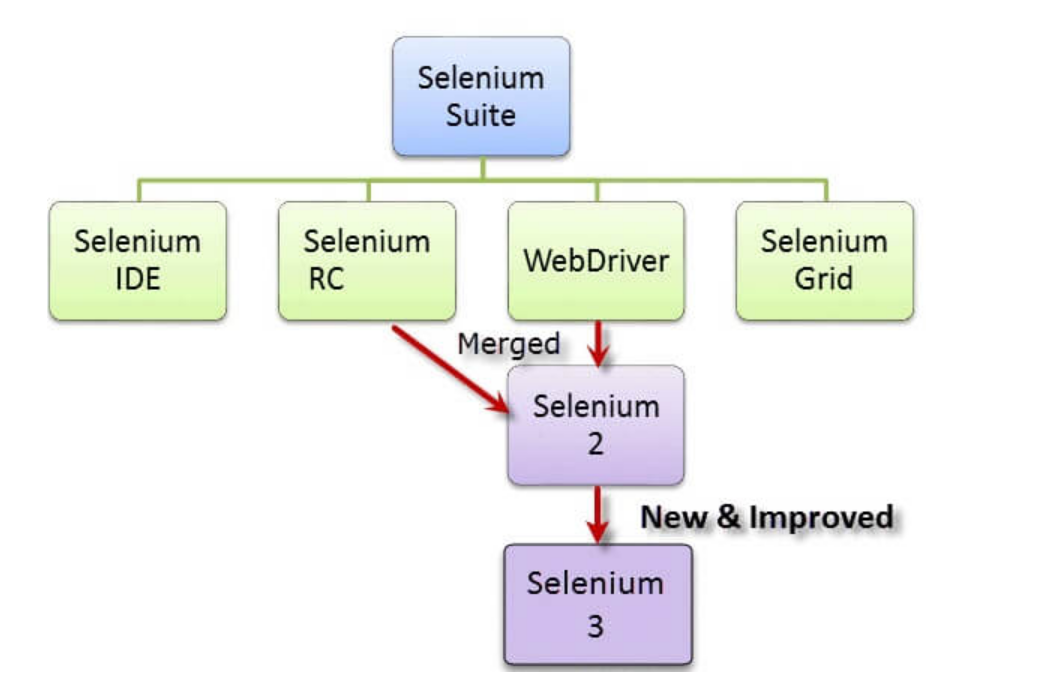 Selenium
Suite
Selenium
IDE
Selenium
RC
WebDriver
Selenium
Grid
Merged
Selenium
2
New & Improved
Selenium
3